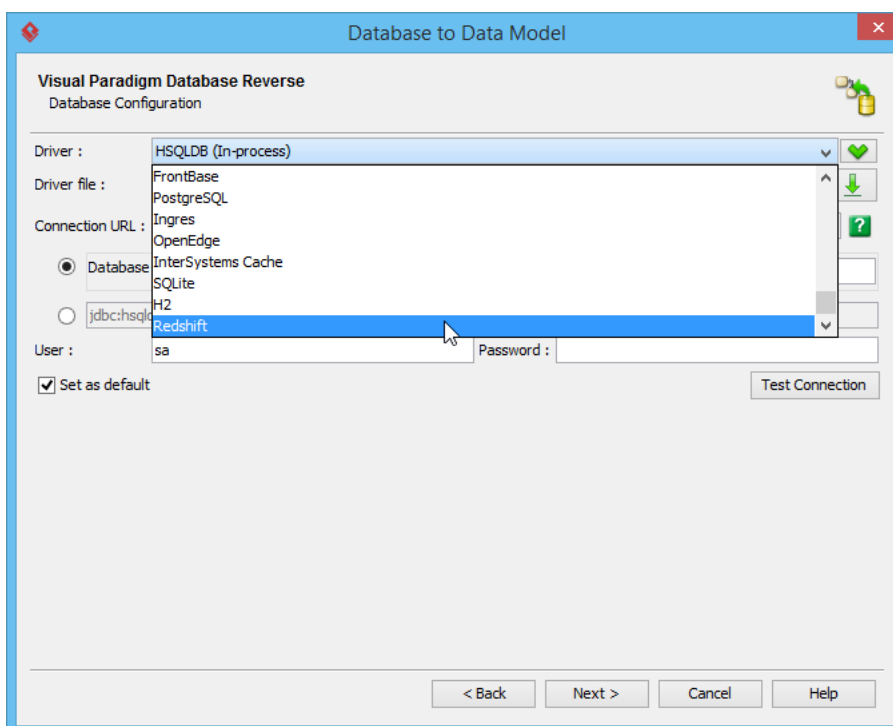 Database to Data Model
Visual Paradigm Database Reverse
Database Configuration
Driver :
HSQLDB (In-process)
Driver file :
FrontBase
PostgreSQL
Connection URL :
Ingres
OpenEdge
Database
InterSystems Cache
SQLite
H2
jdbc:hsqld
Redshift
User :
sa
Password :
Set as default
Test Connection
< Back
Next >
Cancel
Help